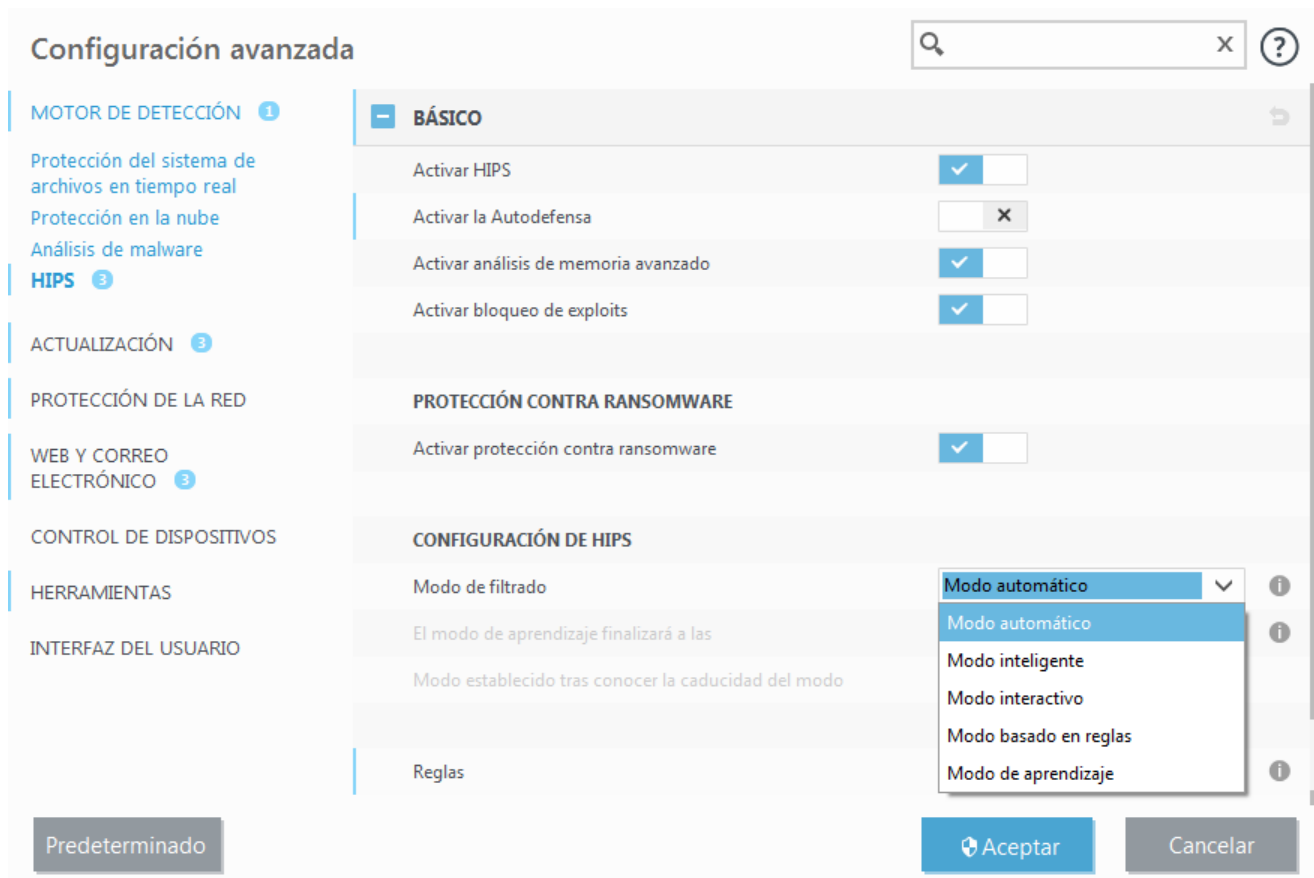 Configuración avanzada
MOTOR DE DETECCIÓN 1
Protección del sistema de
archivos en tiempo real
Protección en la nube
Análisis de malware
HIPS 3
ACTUALIZACIÓN 3
PROTECCIÓN DE LA RED
WEB Y CORREO
ELECTRÓNICO 3
CONTROL DE DISPOSITIVOS
HERRAMIENTAS
INTERFAZ DEL USUARIO
BÁSICO
Activar HIPS
Activar la Autodefensa
Activar análisis de memoria avanzado
Activar bloqueo de exploits
PROTECCIÓN CONTRA RANSOMWARE
Activar protección contra ransomware
CONFIGURACIÓN DE HIPS
Modo de filtrado
Modo automático
El modo de aprendizaje finalizará a las
Modo establecido tras conocer la caducidad del modo
Modo automático
Modo inteligente
Modo interactivo
Modo basado en reglas
Modo de aprendizaje
Reglas
Predeterminado
Aceptar
Cancelar